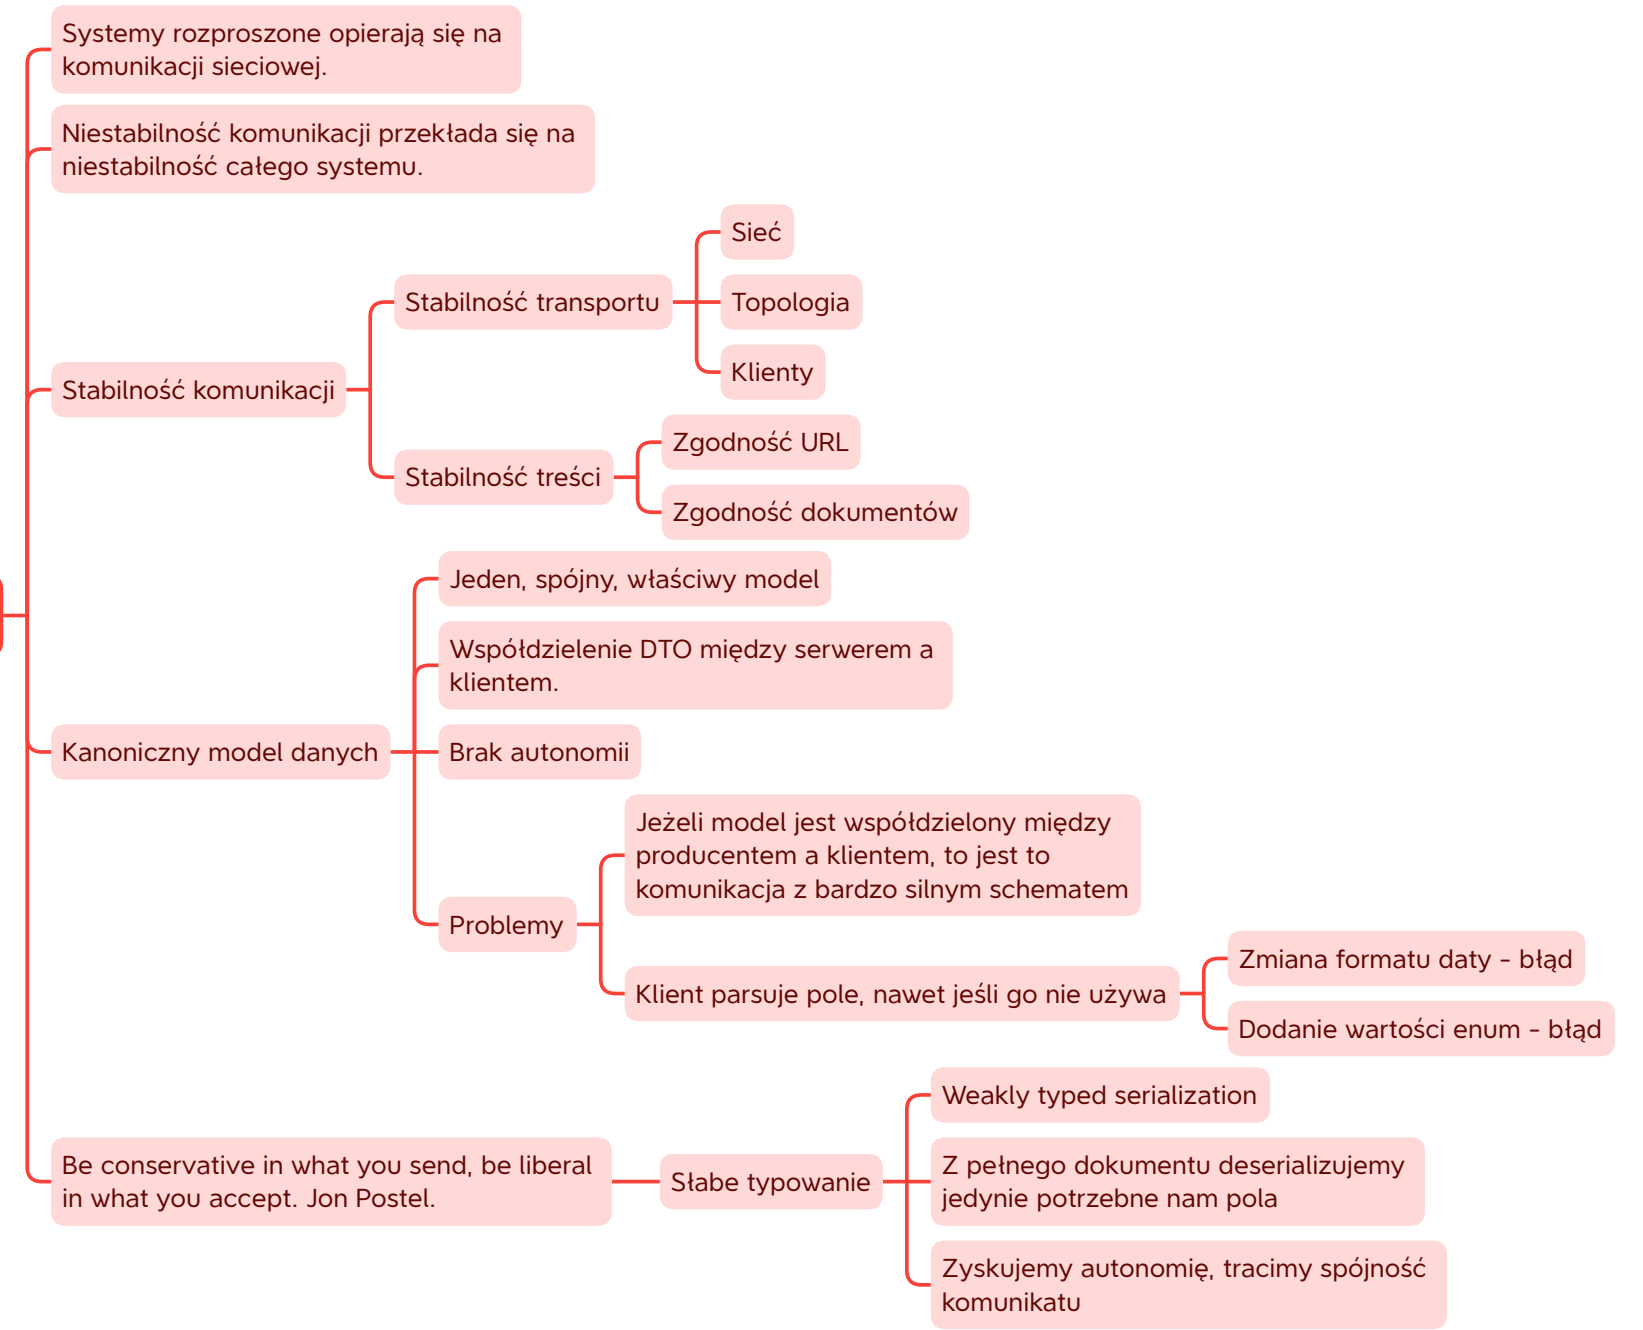 Systemy rozproszone opierają się na
komunikacji sieciowej.
Niestabilność komunikacji przekłada się na
niestabilność całego systemu.
Stabilność komunikacji
Stabilność transportu
Sieć
Topologia
Klienty
Stabilność treści
Zgodność URL
Zgodność dokumentów
Kanoniczny model danych
Jeden, spójny, właściwy model
Współdzielenie DTO między serwerem a
klientem.
Brak autonomii
Problemy
Jeżeli model jest współdzielony między
producentem a klientem, to jest to
komunikacja z bardzo silnym schematem
Klient parsuje pole, nawet jeśli go nie używa
Zmiana formatu daty - błąd
Dodanie wartości enum - błąd
Be conservative in what you send, be liberal
in what you accept. Jon Postel.
Słabe typowanie
Weakly typed serialization
Z pełnego dokumentu deserializujemy
jedynie potrzebne nam pola
Zyskujemy autonomię, tracimy spójność
komunikatu